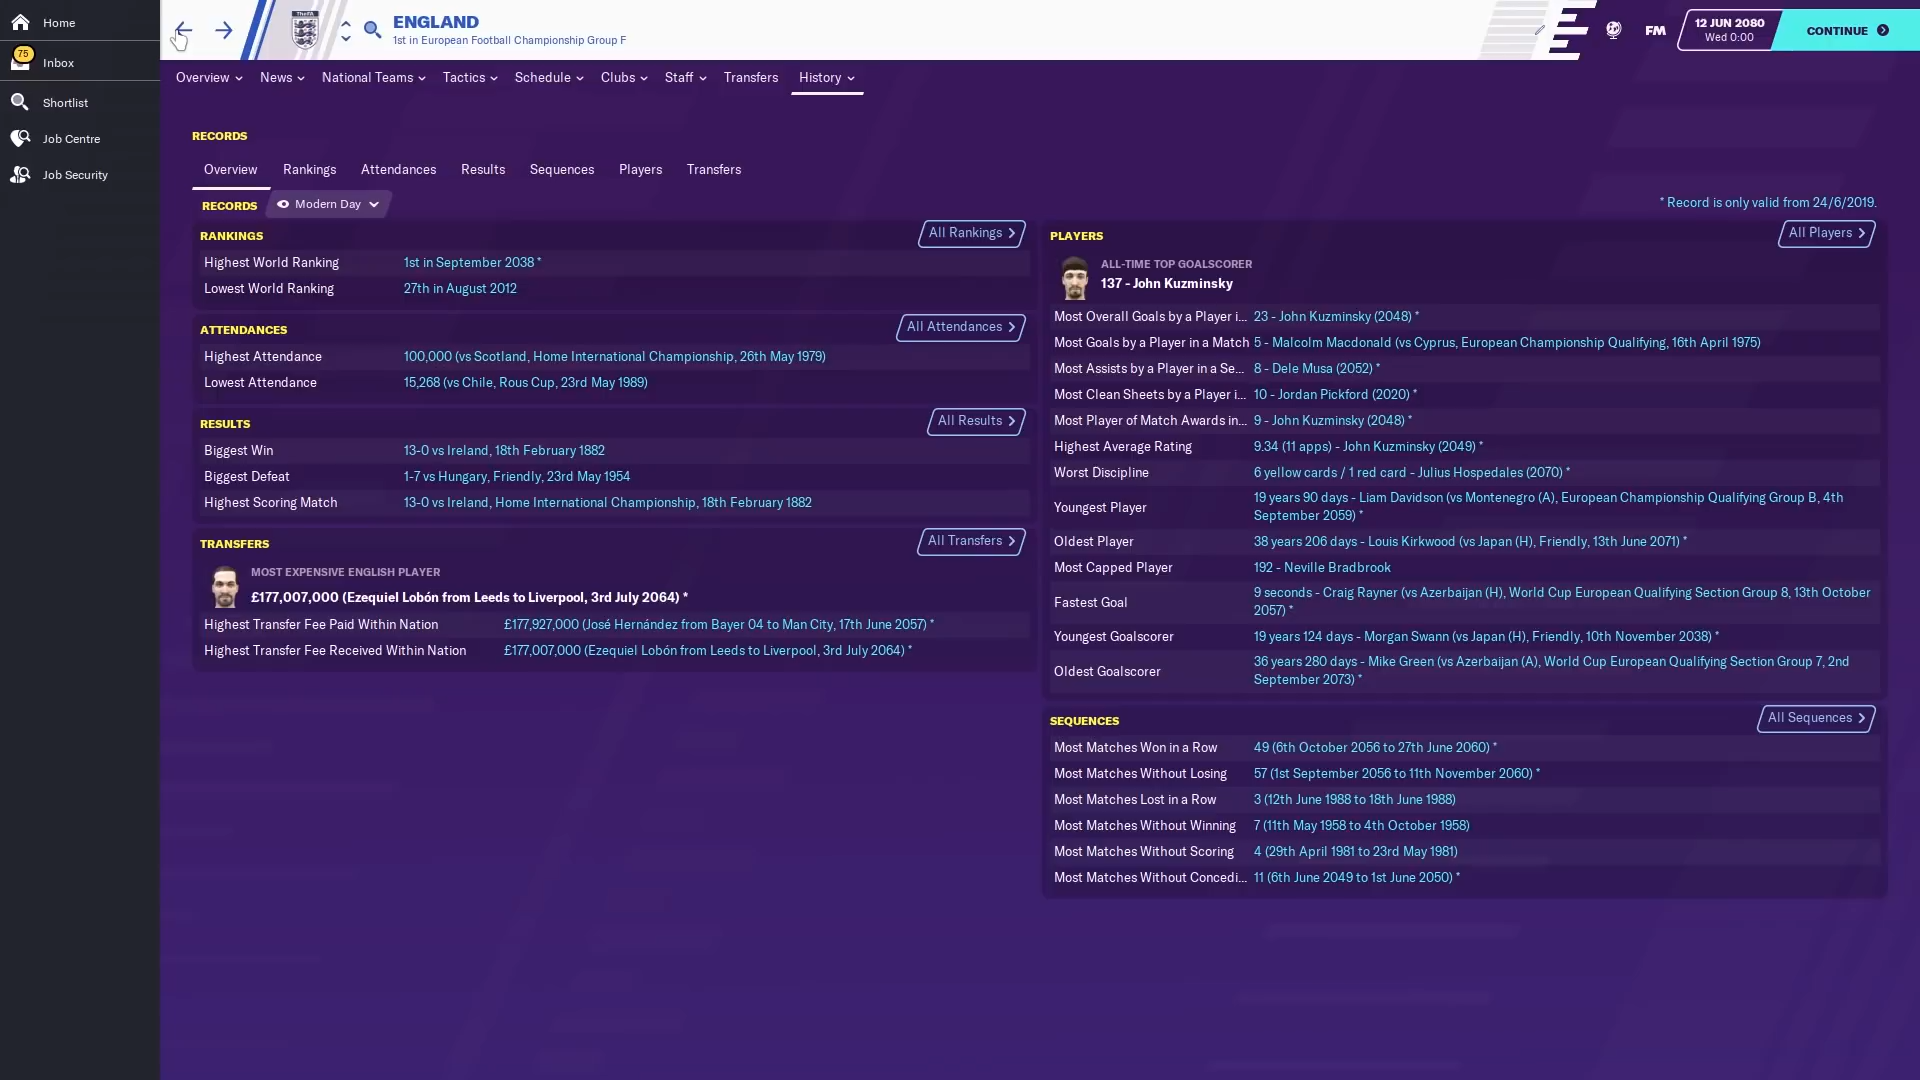 Home
75
Inbox
Shortlist
Job Centre
Job Security
ENGLAND
1st in European Football Championship Group F
FM
12 JUN 2080
Wed 0:00
CONTINUE
Overview News National Teams Tactics Schedule Clubs Staff Transfers History
RECORDS
Overview Rankings Attendances Results Sequences Players Transfers
RECORDS Modern Day
* Record is only valid from 24/6/2019.
RANKINGS
All Rankings
Highest World Ranking 1st in September 2038 *
Lowest World Ranking 27th in August 2012
ATTENDANCES
All Attendances
Highest Attendance 100,000 (vs Scotland, Home International Championship, 26th May 1979)
Lowest Attendance 15,268 (vs Chile, Rous Cup, 23rd May 1989)
RESULTS
All Results
Biggest Win 13-0 vs Ireland, 18th February 1882
Biggest Defeat 1-7 vs Hungary, Friendly, 23rd May 1954
Highest Scoring Match 13-0 vs Ireland, Home International Championship, 18th February 1882
TRANSFERS
All Transfers
MOST EXPENSIVE ENGLISH PLAYER
£177,007,000 (Ezequiel Lobón from Leeds to Liverpool, 3rd July 2064) *
Highest Transfer Fee Paid Within Nation £177,927,000 (José Hernández from Bayer 04 to Man City, 17th June 2057) *
Highest Transfer Fee Received Within Nation £177,007,000 (Ezequiel Lobón from Leeds to Liverpool, 3rd July 2064) *
PLAYERS
All Players
ALL-TIME TOP GOALSCORER
137 - John Kuzminsky
Most Overall Goals by a Player i... 23 - John Kuzminsky (2048) *
Most Goals by a Player in a Match 5 - Malcolm Macdonald (vs Cyprus, European Championship Qualifying, 16th April 1975)
Most Assists by a Player in a Se... 8 - Dele Musa (2052) *
Most Clean Sheets by a Player i... 10 - Jordan Pickford (2020) *
Most Player of Match Awards in... 9 - John Kuzminsky (2048) *
Highest Average Rating 9.34 (11 apps) - John Kuzminsky (2049) *
Worst Discipline 6 yellow cards / 1 red card - Julius Hospedales (2070) *
Youngest Player 19 years 90 days - Liam Davidson (vs Montenegro (A), European Championship Qualifying Group B, 4th
September 2059) *
Oldest Player 38 years 206 days - Louis Kirkwood (vs Japan (H), Friendly, 13th June 2071) *
Most Capped Player 192 - Neville Bradbrook
Fastest Goal 9 seconds - Craig Rayner (vs Azerbaijan (H), World Cup European Qualifying Section Group 8, 13th October
2057) *
Youngest Goalscorer 19 years 124 days - Morgan Swann (vs Japan (H), Friendly, 10th November 2038) *
Oldest Goalscorer 36 years 280 days - Mike Green (vs Azerbaijan (A), World Cup European Qualifying Section Group 7, 2nd
September 2073) *
SEQUENCES
All Sequences
Most Matches Won in a Row 49 (6th October 2056 to 27th June 2060) *
Most Matches Without Losing 57 (1st September 2056 to 11th November 2060) *
Most Matches Lost in a Row 3 (12th June 1988 to 18th June 1988)
Most Matches Without Winning 7 (11th May 1958 to 4th October 1958)
Most Matches Without Scoring 4 (29th April 1981 to 23rd May 1981)
Most Matches Without Concedi... 11 (6th June 2049 to 1st June 2050) *